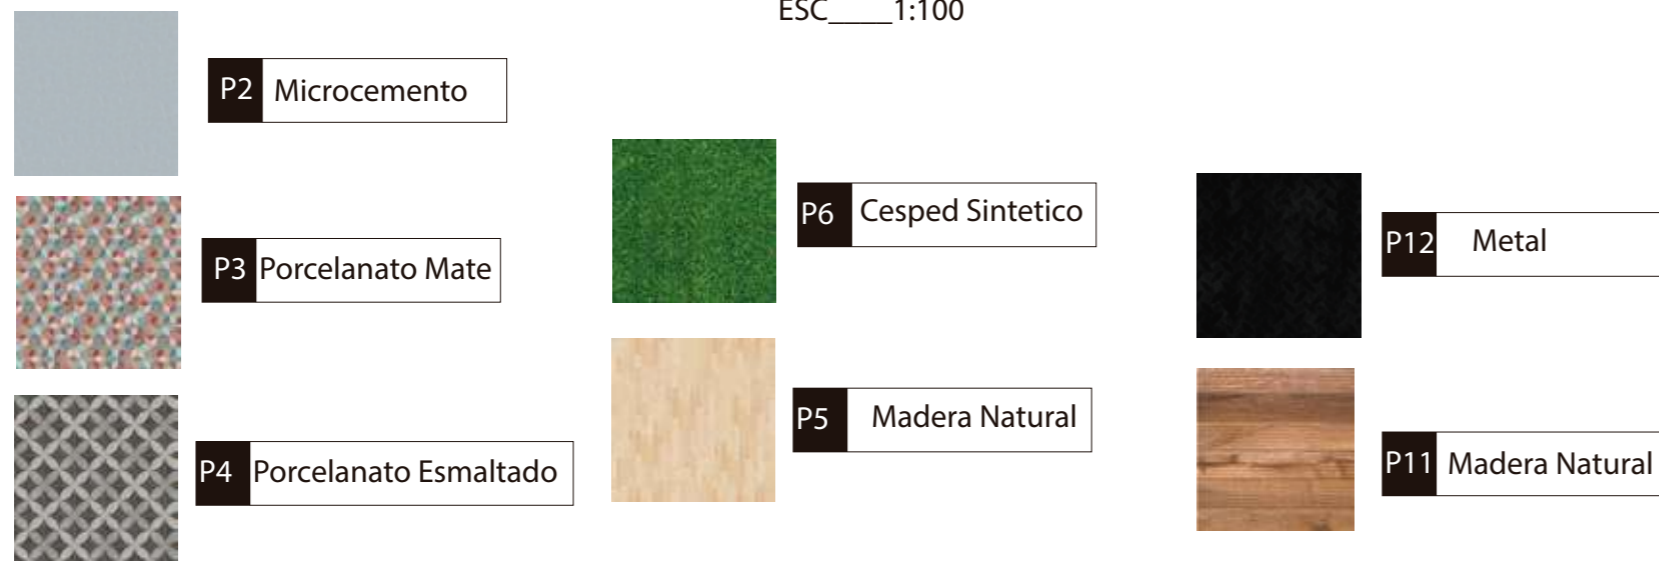 ESC____1:100
P2 Microcemento
P3 Porcelanato Mate
P4 Porcelanato Esmaltado
P6 Cesped Sintetico
P5 Madera Natural
P12 Metal
P11 Madera Natural